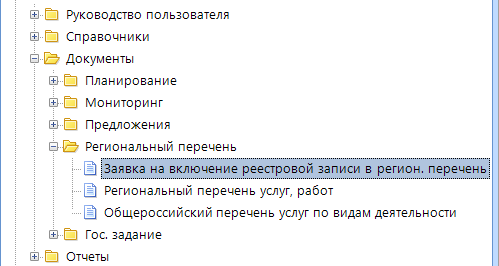 Руководство пользователя
Справочники
Документы
Планирование
Мониторинг
Предложения
Региональный перечень
Заявка на включение реестровой записи в регион. перечень
Региональный перечень услуг, работ
Общероссийский перечень услуг по видам деятельности
Гос. задание
Отчеты